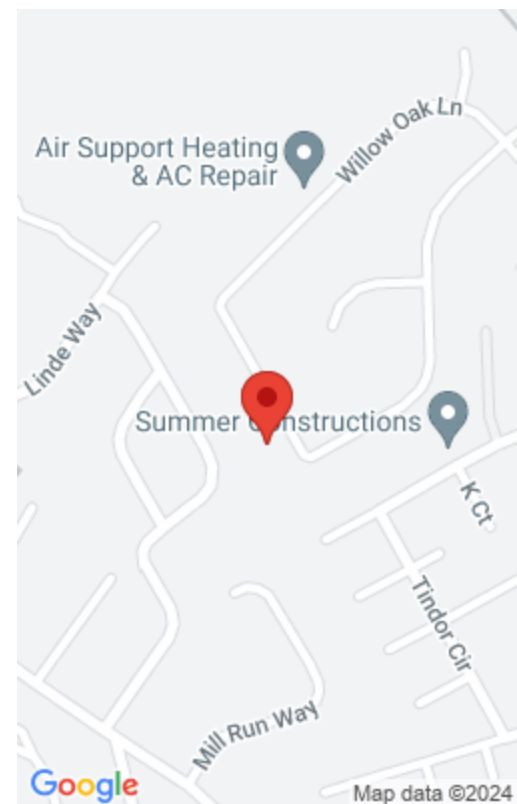 Willow Oak Ln
Air Support Heating
& AC Repair
Linde Way
Summer Constructions
K Ct
Tindor Cir
Mill Run Way
Google
Map data ©2024